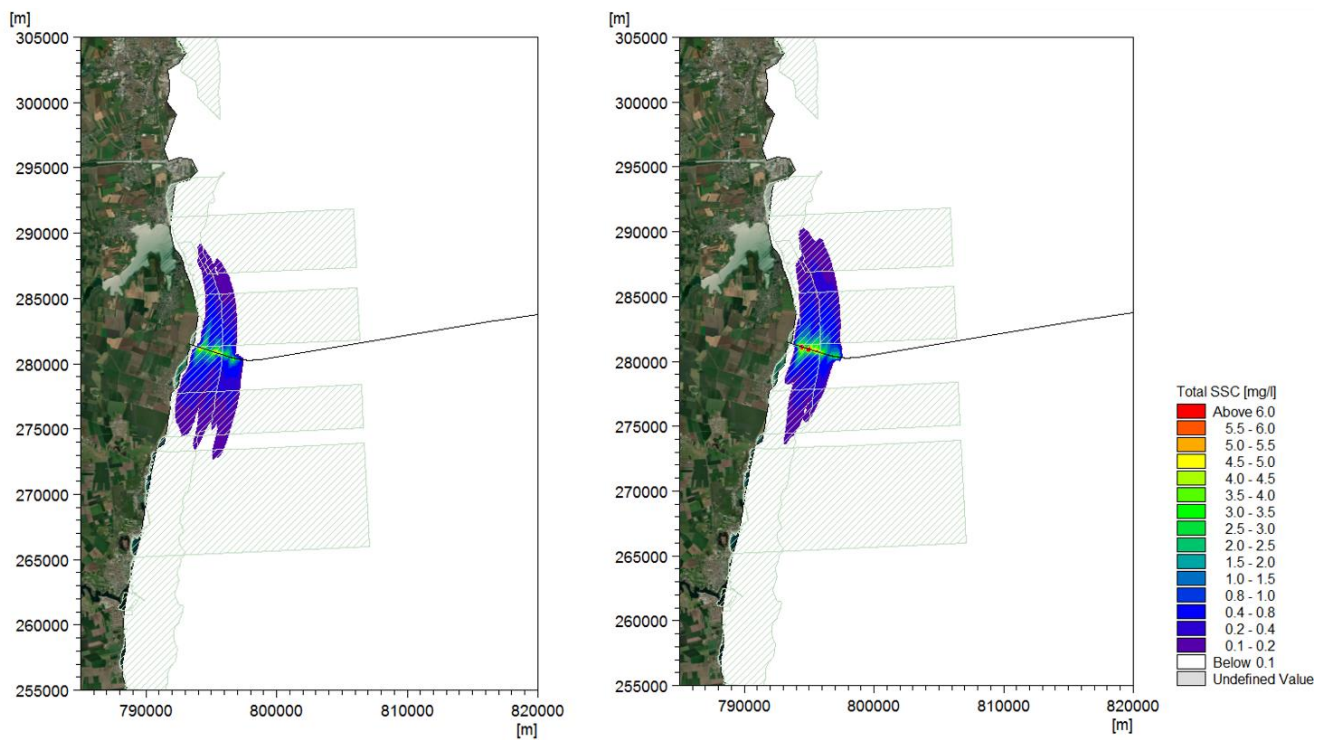 [m]
305000
300000
295000
290000
285000
280000
275000
270000
265000
260000
255000
790000
800000
810000
820000
[m]
[m]
305000
300000
295000
290000
285000
280000
275000
270000
265000
260000
255000
790000
800000
810000
820000
[m]
Total SSC [mg/l]
Above 6.0
5.5 - 6.0
5.0 - 5.5
4.5 - 5.0
4.0 - 4.5
3.5 - 4.0
3.0 - 3.5
2.5 - 3.0
2.0 - 2.5
1.5 - 2.0
1.0 - 1.5
0.8 - 1.0
0.4 - 0.8
0.2 - 0.4
0.1 - 0.2
Below 0.1
Undefined Value